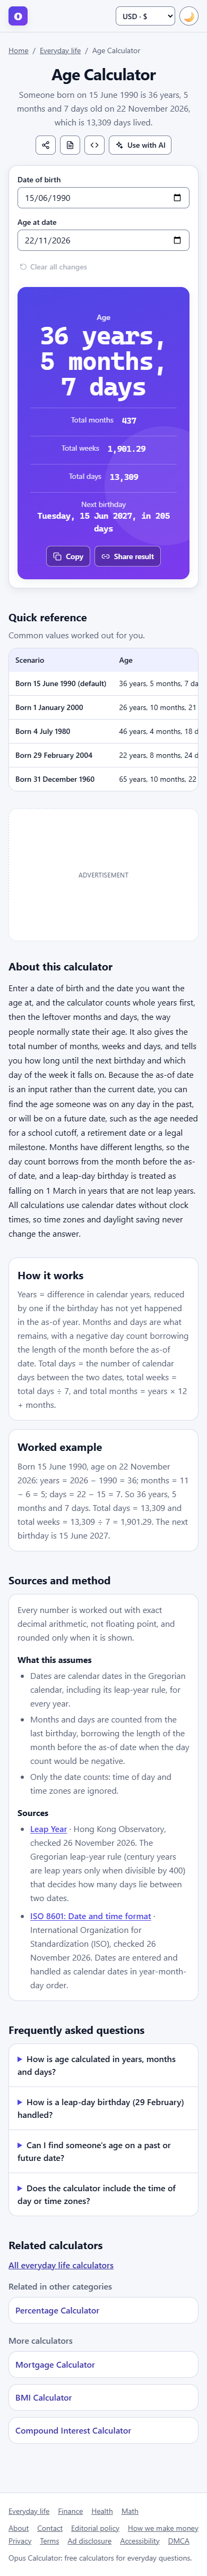 O
USD · $
Home / Everyday life / Age Calculator
Age Calculator
Someone born on 15 June 1990 is 36 years, 5
months and 7 days old on 22 November 2026,
which is 13,309 days lived.
Use with AI
Date of birth
15/06/1990
Age at date
22/11/2026
Clear all changes
Age
36 years,
5 months,
7 days
Total months 437
Total weeks 1,901.29
Total days 13,309
Next birthday
Tuesday, 15 Jun 2027, in 205
days
Copy
Share result
Quick reference
Common values worked out for you.
Scenario Age
Born 15 June 1990 (default) 36 years, 5 months, 7 da
Born 1 January 2000 26 years, 10 months, 21
Born 4 July 1980 46 years, 4 months, 18 d
Born 29 February 2004 22 years, 8 months, 24 d
Born 31 December 1960 65 years, 10 months, 22
ADVERTISEMENT
About this calculator
Enter a date of birth and the date you want the
age at, and the calculator counts whole years first,
then the leftover months and days, the way
people normally state their age. It also gives the
total number of months, weeks and days, and tells
you how long until the next birthday and which
day of the week it falls on. Because the as-of date
is an input rather than the current date, you can
find the age someone was on any day in the past,
or will be on a future date, such as the age needed
for a school cutoff, a retirement date or a legal
milestone. Months have different lengths, so the
day count borrows from the month before the as-
of date, and a leap-day birthday is treated as
falling on 1 March in years that are not leap years.
All calculations use calendar dates without clock
times, so time zones and daylight saving never
change the answer.
How it works
Years = difference in calendar years, reduced
by one if the birthday has not yet happened
in the as-of year. Months and days are what
remains, with a negative day count borrowing
the length of the month before the as-of
date. Total days = the number of calendar
days between the two dates, total weeks =
total days ÷ 7, and total months = years × 12
+ months.
Worked example
Born 15 June 1990, age on 22 November
2026: years = 2026 − 1990 = 36; months = 11
− 6 = 5; days = 22 − 15 = 7. So 36 years, 5
months and 7 days. Total days = 13,309 and
total weeks = 13,309 ÷ 7 = 1,901.29. The next
birthday is 15 June 2027.
Sources and method
Every number is worked out with exact
decimal arithmetic, not floating point, and
rounded only when it is shown.
What this assumes
• Dates are calendar dates in the Gregorian
calendar, including its leap-year rule, for
every year.
• Months and days are counted from the
last birthday, borrowing the length of the
month before the as-of date when the day
count would be negative.
• Only the date counts: time of day and
time zones are ignored.
Sources
• Leap Year · Hong Kong Observatory,
checked 26 November 2026. The
Gregorian leap-year rule (century years
are leap years only when divisible by 400)
that decides how many days lie between
two dates.
• ISO 8601: Date and time format ·
International Organization for
Standardization (ISO), checked 26
November 2026. Dates are entered and
handled as calendar dates in year-month-
day order.
Frequently asked questions
How is age calculated in years, months
and days?
How is a leap-day birthday (29 February)
handled?
Can I find someone's age on a past or
future date?
Does the calculator include the time of
day or time zones?
Related calculators
All everyday life calculators
Related in other categories
Percentage Calculator
More calculators
Mortgage Calculator
BMI Calculator
Compound Interest Calculator
Everyday life Finance Health Math
About Contact Editorial policy How we make money
Privacy Terms Ad disclosure Accessibility DMCA
Opus Calculator: free calculators for everyday questions.